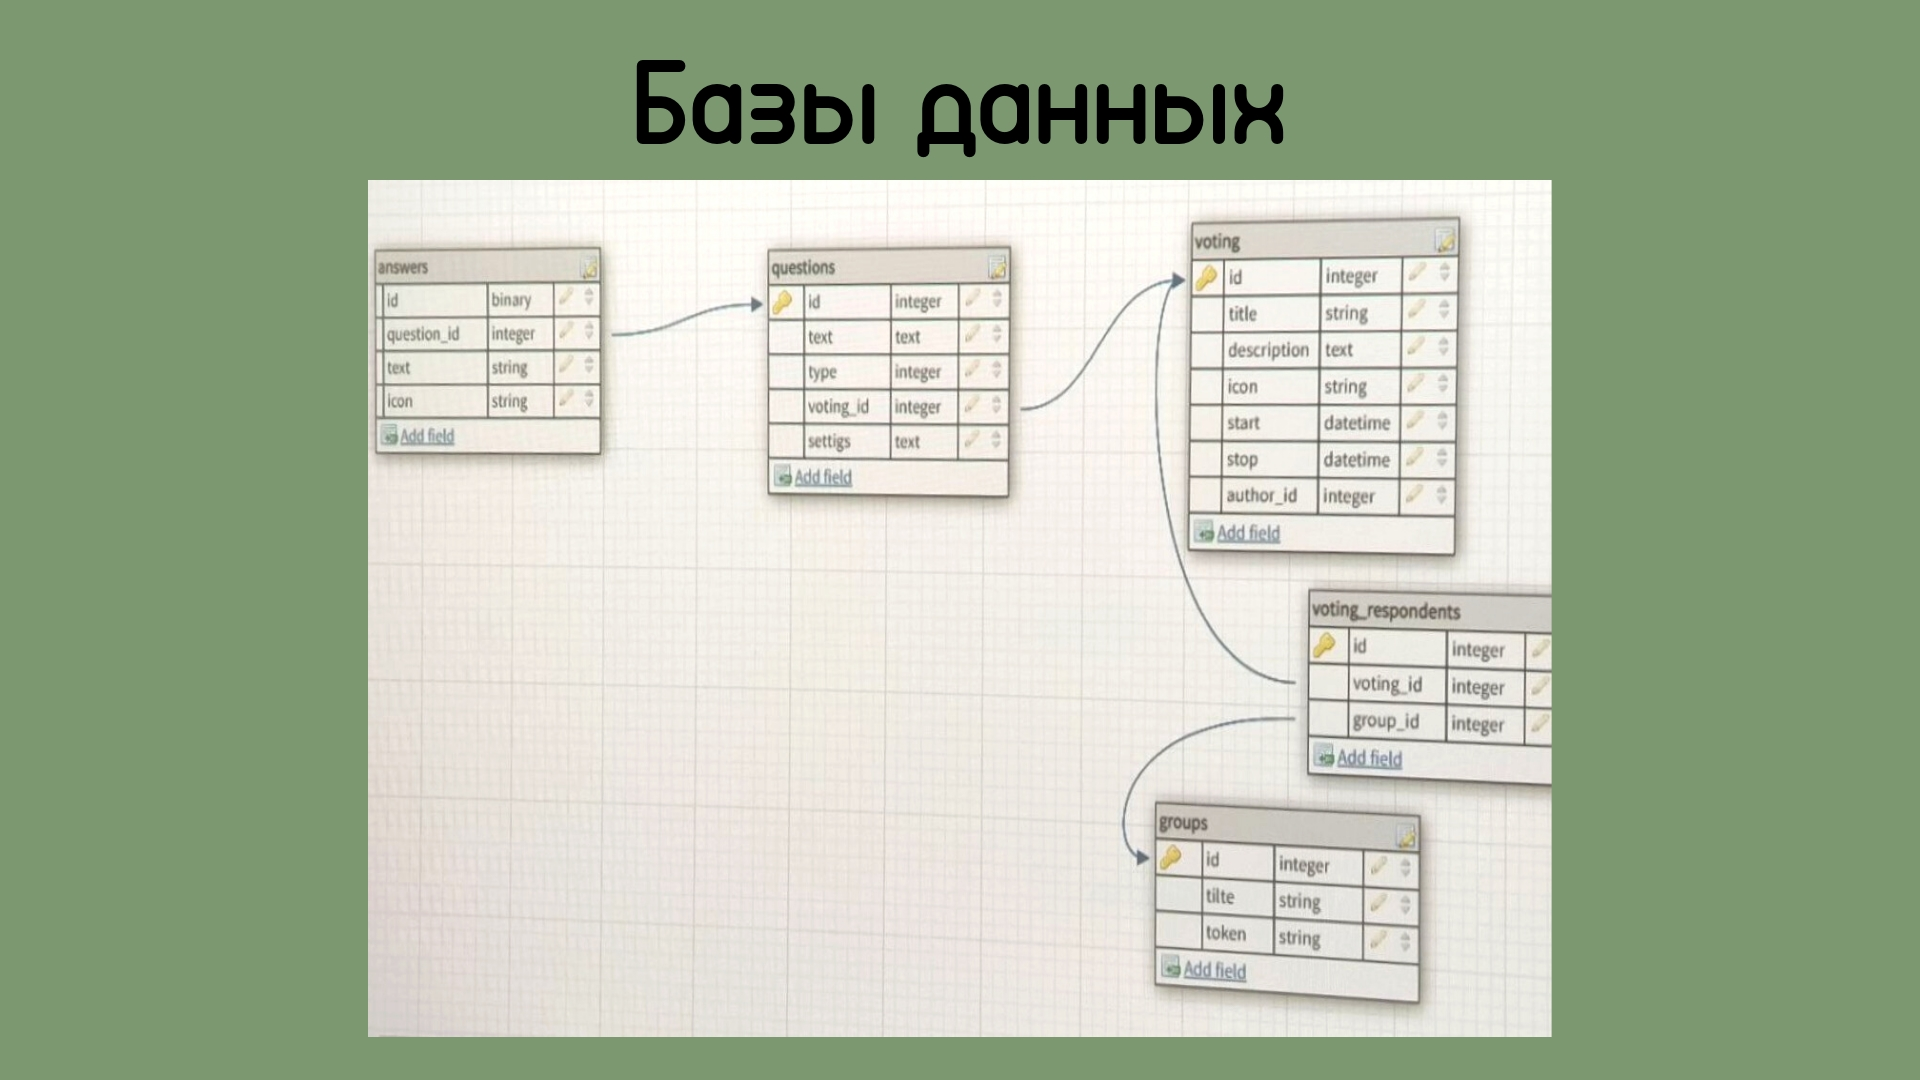 Базы данных
answers
id binary
question_id integer
text string
icon string
Add field
questions
id integer
text text
type integer
voting_id integer
settigs text
Add field
voting
id integer
title string
description text
icon string
start datetime
stop datetime
author_id integer
Add field
voting_respondents
id integer
voting_id integer
group_id integer
Add field
groups
id integer
tilte string
token string
Add field